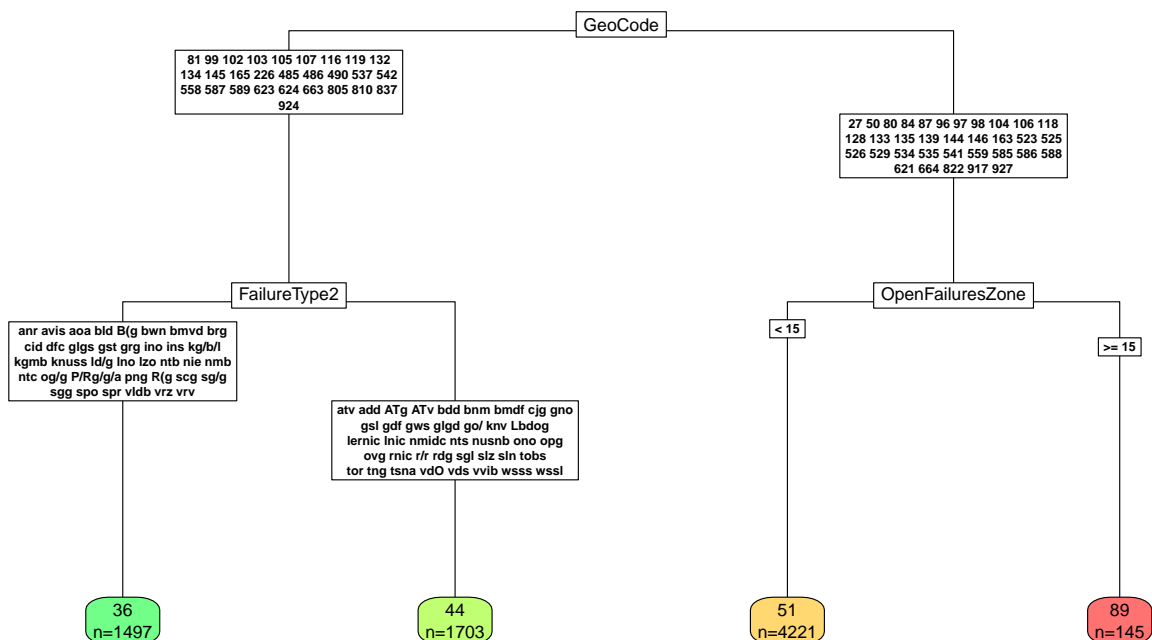 GeoCode
81 99 102 103 105 107 116 119 132
134 145 165 226 485 486 490 537 542
558 587 589 623 624 663 805 810 837
924
27 50 80 84 87 96 97 98 104 106 118
128 133 135 139 144 146 163 523 525
526 529 534 535 541 559 585 586 588
621 664 822 917 927
FailureType2
OpenFailuresZone
anr avis aoa bld B(g bwn bmvd brg
cid dfc glgs gst grg ino ins kg/b/l
kgmb knuss ld/g lno lzo ntb nie nmb
ntc og/g P/Rg/g/a png R(g scg sg/g
sgg spo spr vldb vrz vrv
atv add ATg ATv bdd bnm bmdf cjg gno
gsl gdf gws glgd go/ knv Lbdog
lernic lnic nmidc nts nusnb ono opg
ovg rnic r/r rdg sgl slz sln tobs
tor tng tsna vdO vds vvib wsss wssl
< 15
>= 15
36
n=1497
44
n=1703
51
n=4221
89
n=145